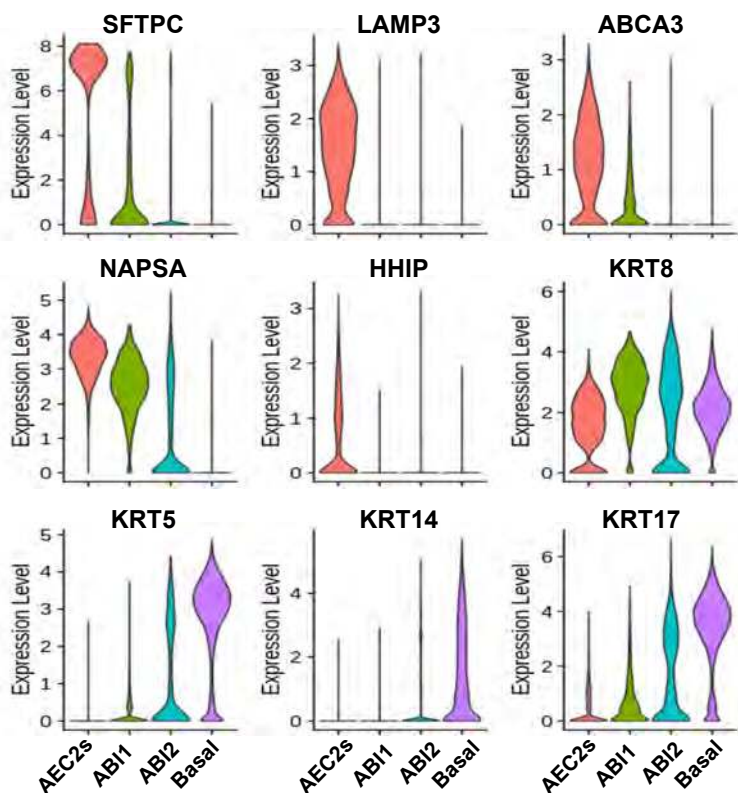 SFTPC LAMP3 ABCA3
Expression Level Expression Level Expression Level
8 6 4 2 0
3 2 1 0
3 2 1 0
NAPSA HHIP KRT8
Expression Level Expression Level Expression Level
5 4 3 2 1 0
3 2 1 0
6 4 2 0
KRT5 KRT14 KRT17
Expression Level Expression Level Expression Level
5 4 3 2 1 0
4 2 0
6 4 2 0
AEC2s ABI1 ABI2 Basal AEC2s ABI1 ABI2 Basal AEC2s ABI1 ABI2 Basal